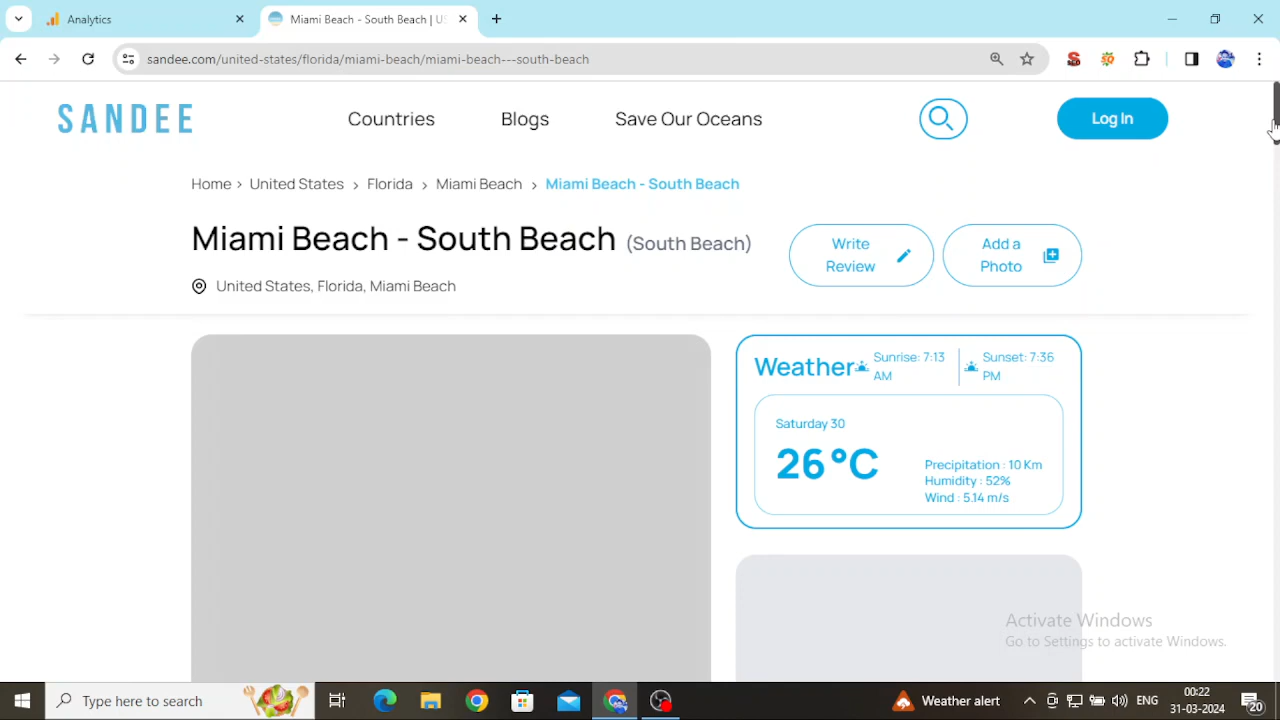 Analytics
Miami Beach - South Beach | US
sandee.com/united-states/florida/miami-beach/miami-beach---south-beach
SANDEE
Countries
Blogs
Save Our Oceans
Log In
Home > United States > Florida > Miami Beach > Miami Beach - South Beach
Miami Beach - South Beach (South Beach)
Write
Review
Add a
Photo
United States, Florida, Miami Beach
Weather
Sunrise: 7:13
AM
Sunset: 7:36
PM
Saturday 30
26°C
Precipitation : 10 Km
Humidity : 52%
Wind : 5.14 m/s
Activate Windows
Go to Settings to activate Windows.
Type here to search
Weather alert
ENG
00:22
31-03-2024
20